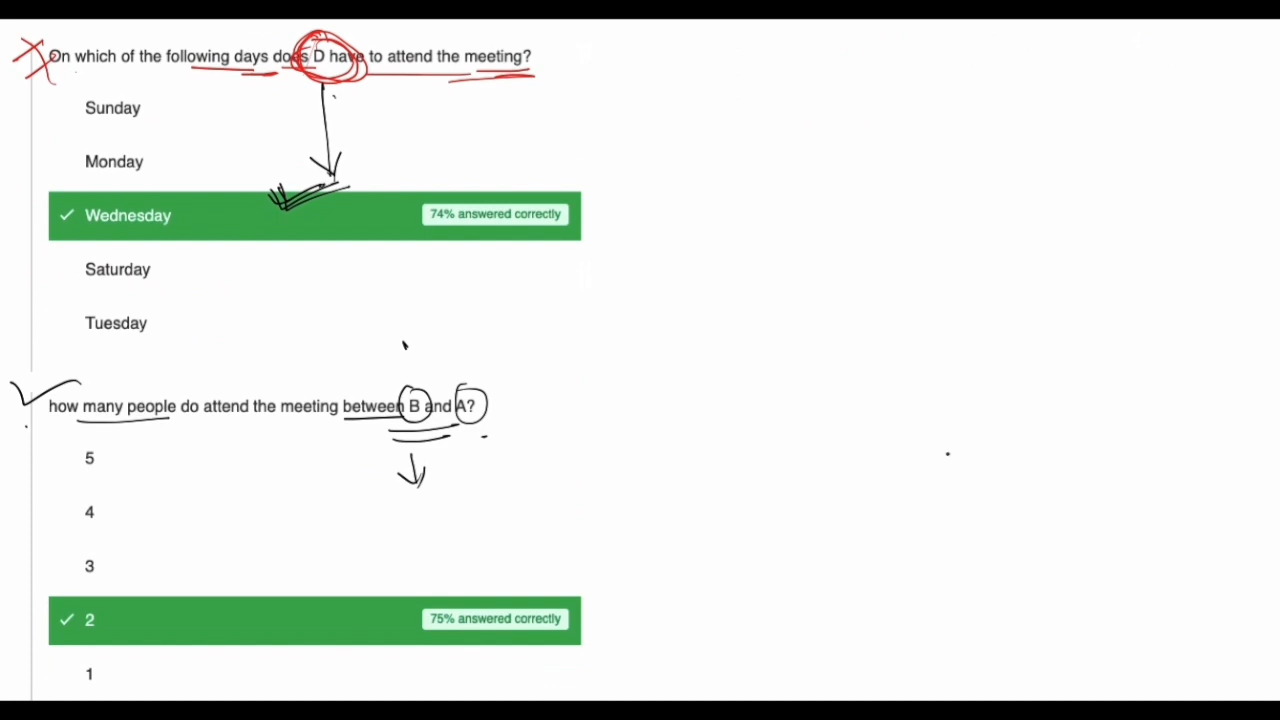 On which of the following days does D have to attend the meeting?
Sunday
Monday
Wednesday
74% answered correctly
Saturday
Tuesday
how many people do attend the meeting between B and A?
5
4
3
2
75% answered correctly
1